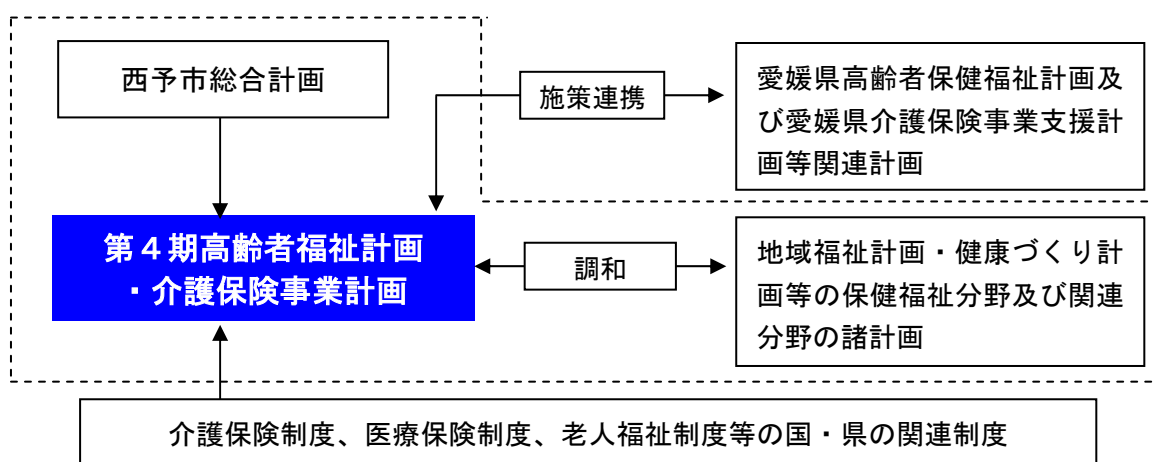 西予市総合計画
施策連携
愛媛県高齢者保健福祉計画及
び愛媛県介護保険事業支援計
画等関連計画
第４期高齢者福祉計画
・介護保険事業計画
調和
地域福祉計画・健康づくり計
画等の保健福祉分野及び関連
分野の諸計画
介護保険制度、医療保険制度、老人福祉制度等の国・県の関連制度